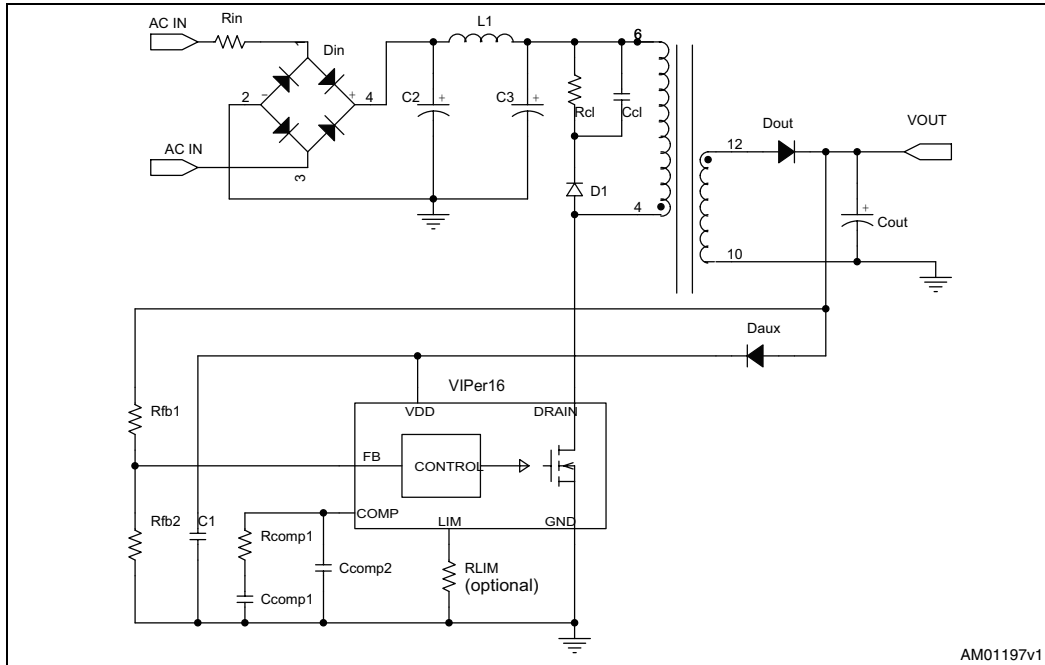 AC IN
Rin
L1
1
Din
6
2
-
+
4
C2
+
C3
+
Rcl
Ccl
Dout
VOUT
12
AC IN
3
D1
4
+
Cout
10
Daux
VIPer16
VDD
DRAIN
Rfb1
FB
CONTROL
COMP
LIM
GND
Rfb2
C1
Rcomp1
Ccomp2
RLIM
(optional)
Ccomp1
AM01197v1